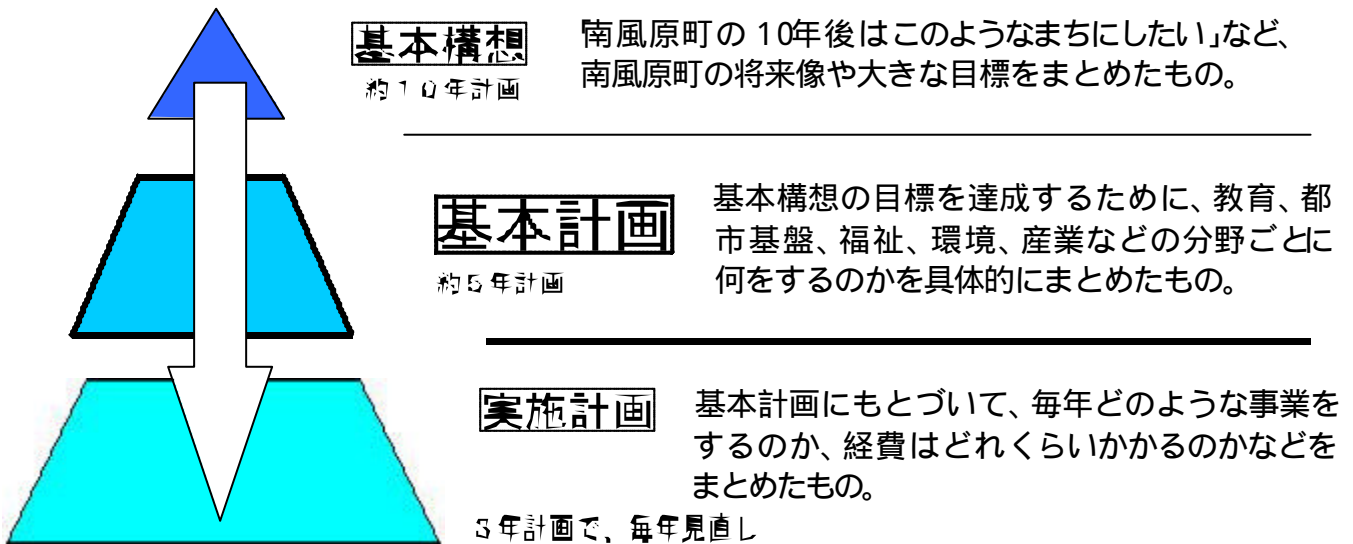 基本構想
約10年計画
「南風原町の10年後はこのようなまちにしたい」など、
南風原町の将来像や大きな目標をまとめたもの。
基本計画
約5年計画
基本構想の目標を達成するために、教育、都
市基盤、福祉、環境、産業などの分野ごとに
何をするのかを具体的にまとめたもの。
実施計画
基本計画にもとづいて、毎年どのような事業を
するのか、経費はどれくらいかかるのかなどを
まとめたもの。
3年計画で，毎年見直し